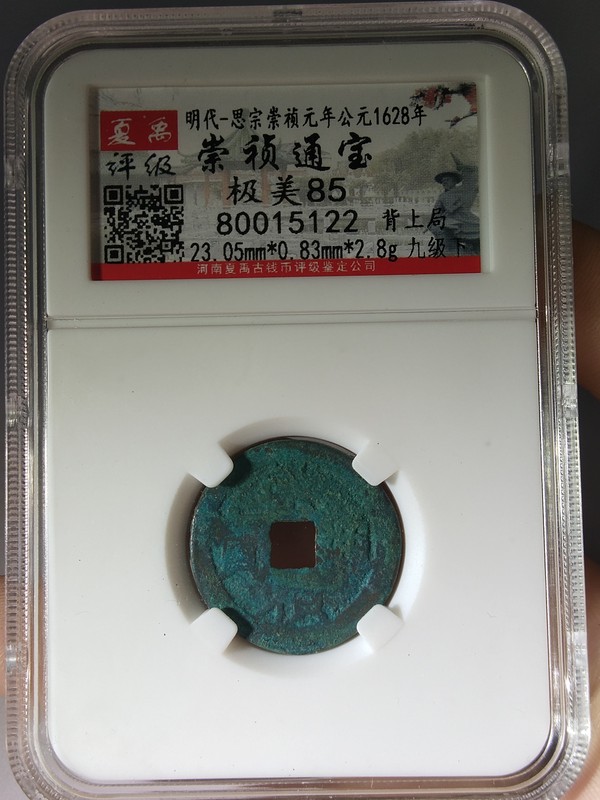 夏禹
评级
明代-思宗崇祯元年公元1628年
崇祯通宝
极美85
80015122 背上局
23.05mm*0.83mm*2.8g 九级下
河南夏禹古钱币评级鉴定公司